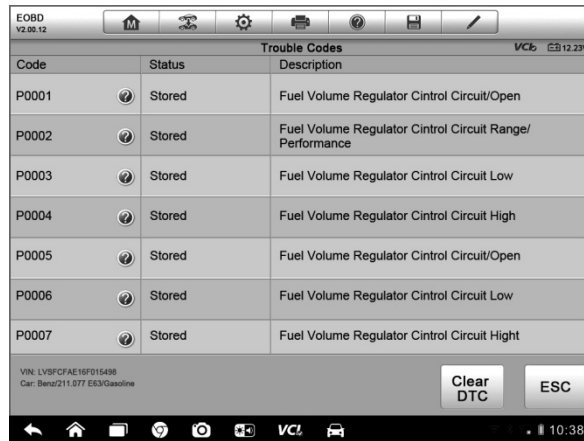 EOBD
V2.00.12
Trouble Codes
VCI 12.23V
Code Status Description
P0001 ? Stored Fuel Volume Regulator Cintrol Circuit/Open
P0002 ? Stored Fuel Volume Regulator Cintrol Circuit Range/
Performance
P0003 ? Stored Fuel Volume Regulator Cintrol Circuit Low
P0004 ? Stored Fuel Volume Regulator Cintrol Circuit High
P0005 ? Stored Fuel Volume Regulator Cintrol Circuit/Open
P0006 ? Stored Fuel Volume Regulator Cintrol Circuit Low
P0007 ? Stored Fuel Volume Regulator Cintrol Circuit Hight
VIN: LVSFCFAE16F015498
Car: Benz/211.077 E63/Gasoline
Clear
DTC
ESC
VCI
10:38